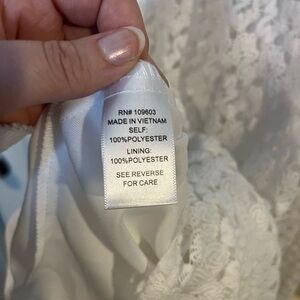 RN# 109603
MADE IN VIETNAM
SELF:
100%POLYESTER
LINING:
100%POLYESTER
SEE REVERSE
FOR CARE